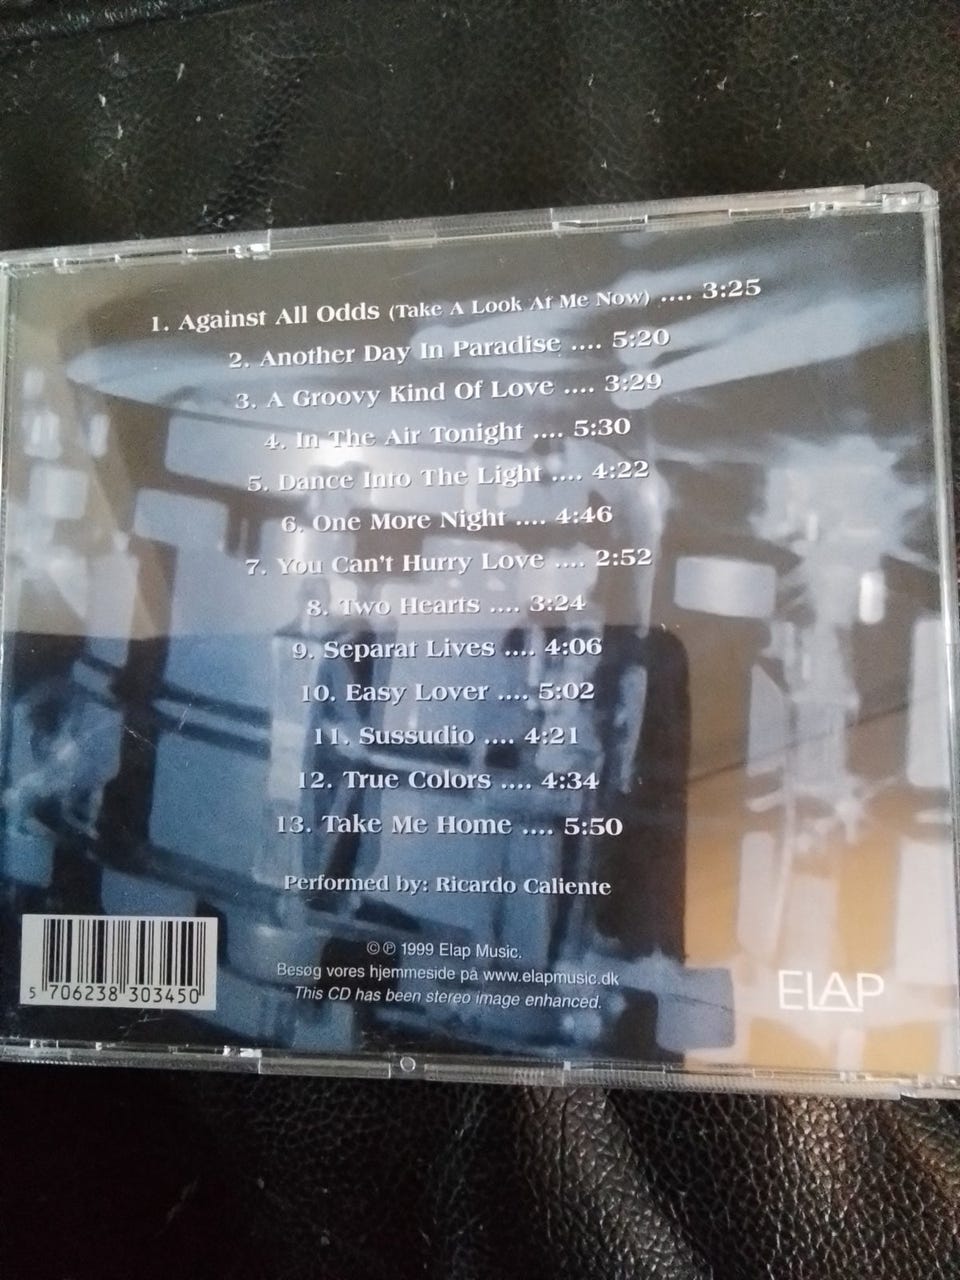 1. Against All Odds (Take A Look At Me Now) .... 3:25
2. Another Day In Paradise .... 5:20
3. A Groovy Kind Of Love .... 3:29
4. In The Air Tonight .... 5:30
5. Dance Into The Light .... 4:22
6. One More Night .... 4:46
7. You Can't Hurry Love .... 2:52
8. Two Hearts .... 3:24
9. Separat Lives .... 4:06
10. Easy Lover .... 5:02
11. Sussudio .... 4:21
12. True Colors .... 4:34
13. Take Me Home .... 5:50
Performed by: Ricardo Caliente
© ℗ 1999 Elap Music.
Besøg vores hjemmeside på www.elapmusic.dk
This CD has been stereo image enhanced.
5 706238 303450
ELAP